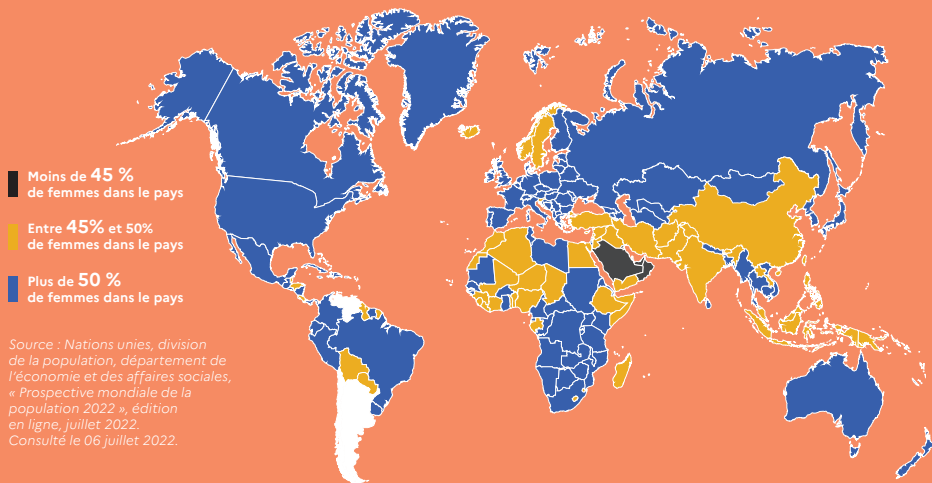 Moins de 45 %
de femmes dans le pays
Entre 45% et 50%
de femmes dans le pays
Plus de 50 %
de femmes dans le pays
Source : Nations unies, division
de la population, département de
l’économie et des affaires sociales,
« Prospective mondiale de la
population 2022 », édition
en ligne, juillet 2022.
Consulté le 06 juillet 2022.